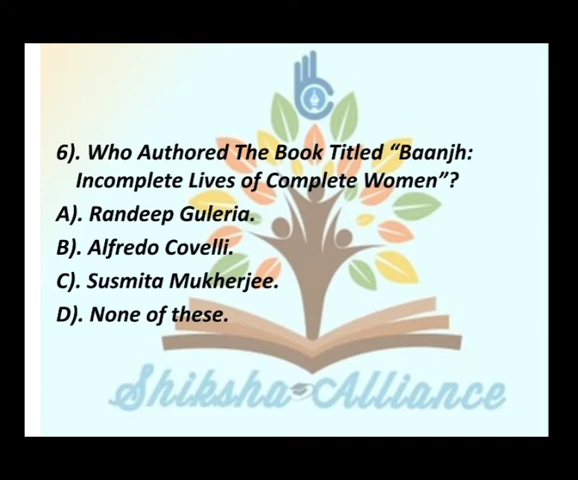 6). Who Authored The Book Titled “Baanjh:
Incomplete Lives of Complete Women”?
A). Randeep Guleria.
B). Alfredo Covelli.
C). Susmita Mukherjee.
D). None of these.
Shiksha Alliance